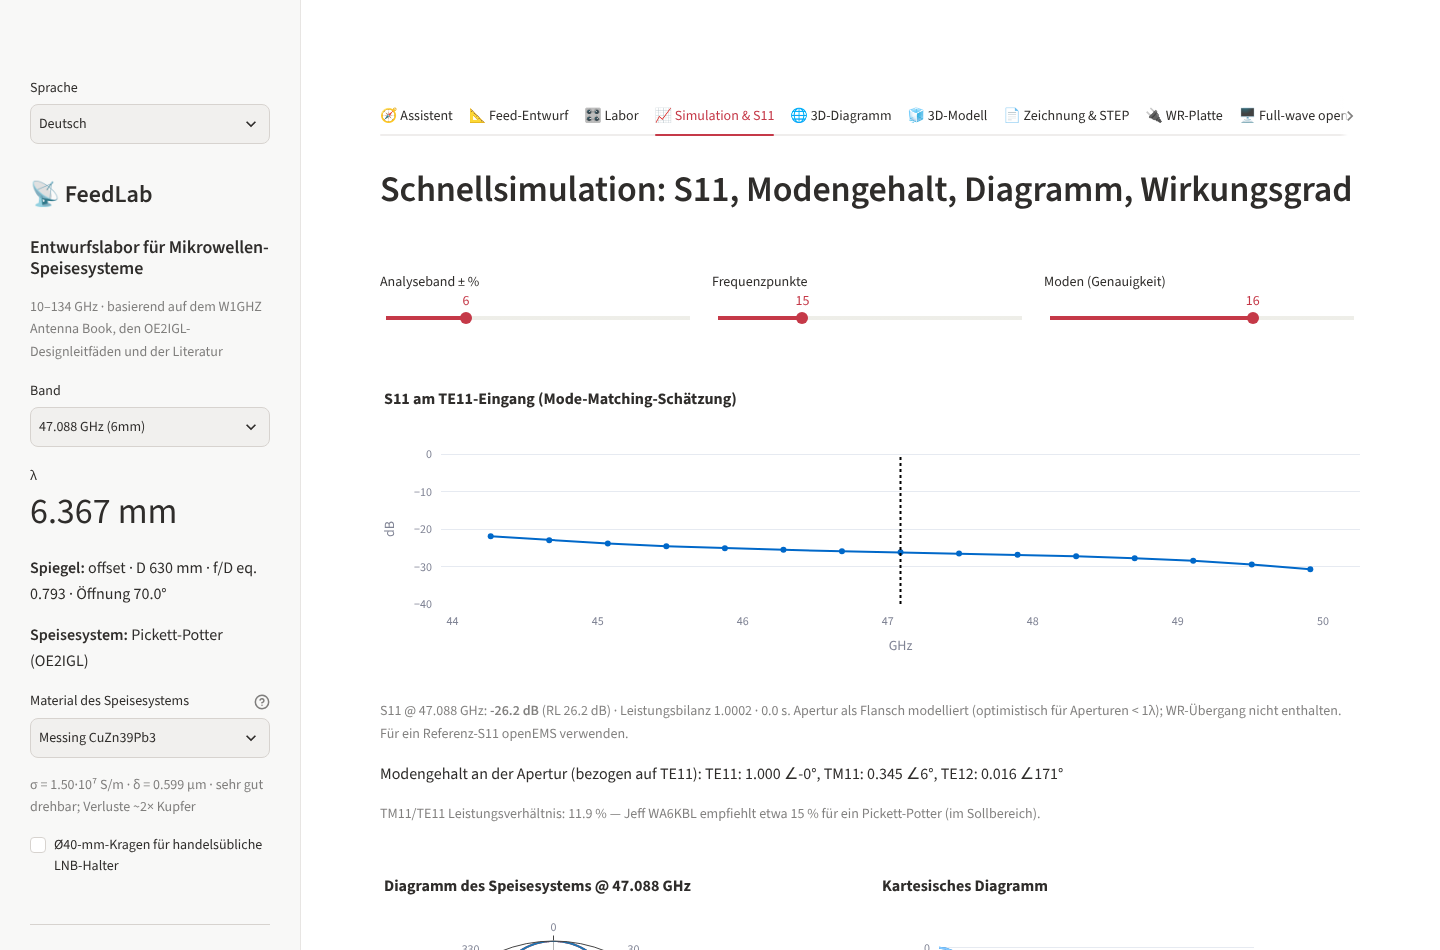 Sprache
Deutsch
📡 FeedLab
Entwurfslabor für Mikrowellen-
Speisesysteme
10–134 GHz · basierend auf dem W1GHZ
Antenna Book, den OE2IGL-
Designleitfäden und der Literatur
Band
47.088 GHz (6mm)
λ
6.367 mm
Spiegel: offset · D 630 mm · f/D eq.
0.793 · Öffnung 70.0°
Speisesystem: Pickett-Potter
(OE2IGL)
Material des Speisesystems
Messing CuZn39Pb3
σ = 1.50·10⁷ S/m · δ = 0.599 µm · sehr gut
drehbar; Verluste ~2× Kupfer
Ø40-mm-Kragen für handelsübliche
LNB-Halter
🧭 Assistent 📐 Feed-Entwurf 🎛️ Labor 📈 Simulation & S11 🌐 3D-Diagramm 🧊 3D-Modell 📄 Zeichnung & STEP 🔌 WR-Platte 🖥️ Full-wave open
Schnellsimulation: S11, Modengehalt, Diagramm, Wirkungsgrad
Analyseband ± % Frequenzpunkte Moden (Genauigkeit)
6 15 16
S11 am TE11-Eingang (Mode-Matching-Schätzung)
0
−10
−20
−30
−40
dB
44 45 46 47 48 49 50
GHz
S11 @ 47.088 GHz: -26.2 dB (RL 26.2 dB) · Leistungsbilanz 1.0002 · 0.0 s. Apertur als Flansch modelliert (optimistisch für Aperturen < 1λ); WR-Übergang nicht enthalten.
Für ein Referenz-S11 openEMS verwenden.
Modengehalt an der Apertur (bezogen auf TE11): TE11: 1.000 ∠-0°, TM11: 0.345 ∠6°, TE12: 0.016 ∠171°
TM11/TE11 Leistungsverhältnis: 11.9 % — Jeff WA6KBL empfiehlt etwa 15 % für ein Pickett-Potter (im Sollbereich).
Diagramm des Speisesystems @ 47.088 GHz Kartesisches Diagramm
0
330 30
0